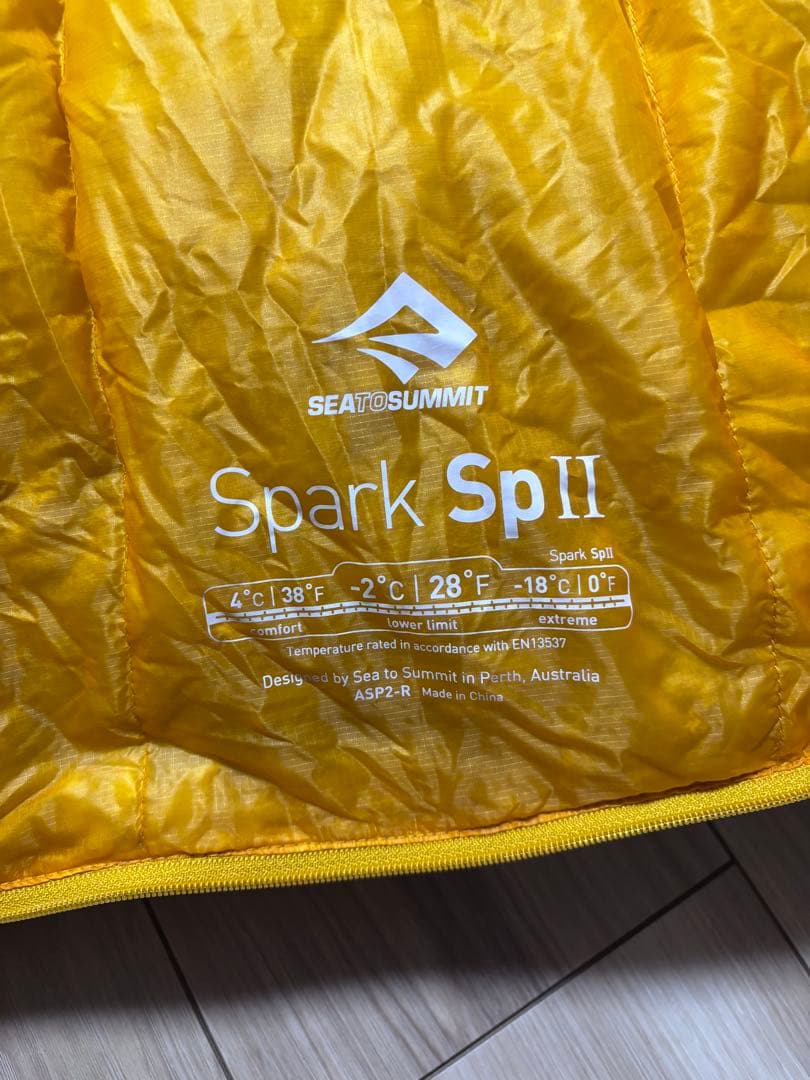 SEATOSUMMIT
Spark SpII
Spark SpII
4°C | 38°F -2°C | 28°F -18°C | 0°F
comfort lower limit extreme
Temperature rated in accordance with EN13537
Designed by Sea to Summit in Perth, Australia
ASP2-R - Made in China